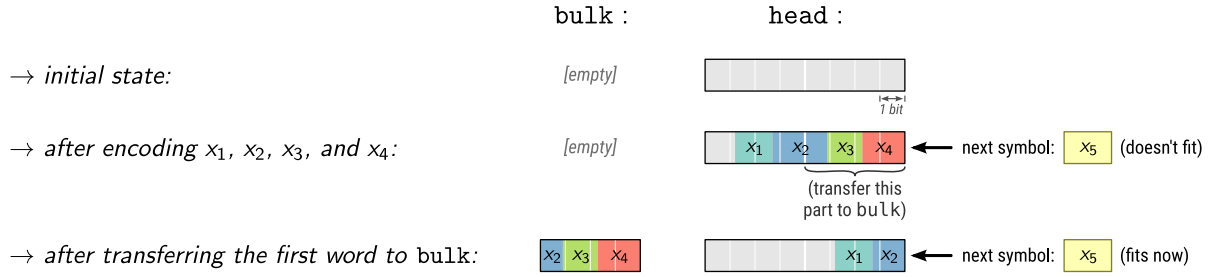 bulk : head :
→ initial state: [empty]
1 bit
→ after encoding x₁, x₂, x₃, and x₄: [empty] x₁ x₂ x₃ x₄ next symbol: x₅ (doesn't fit)
(transfer this
part to bulk)
→ after transferring the first word to bulk: x₂ x₃ x₄ x₁ x₂ next symbol: x₅ (fits now)